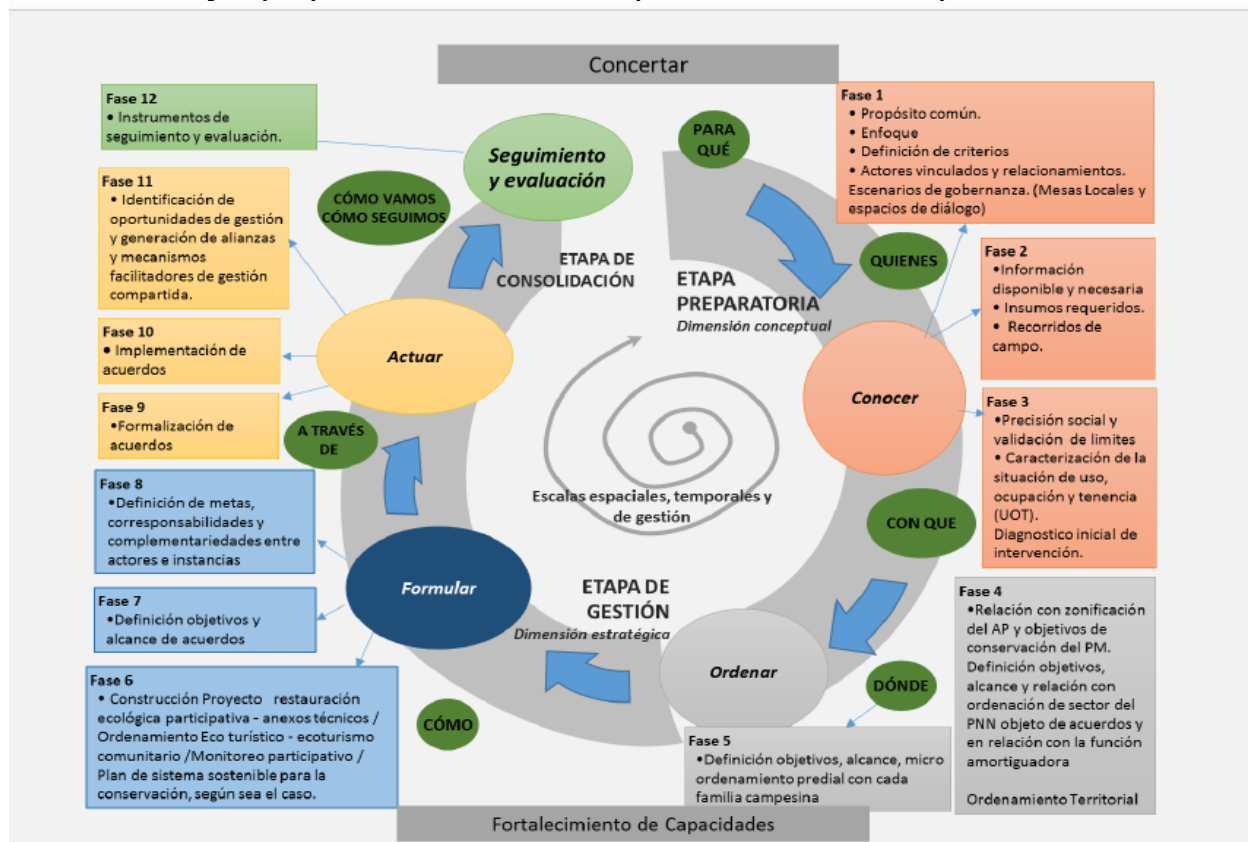 Concertar
Fase 12
• Instrumentos de
seguimiento y evaluación.
Seguimiento
y evaluación
PARA
QUÉ
Fase 1
• Propósito común.
• Enfoque
• Definición de criterios
• Actores vinculados y relacionamientos.
Escenarios de gobernanza. (Mesas Locales y
espacios de diálogo)
Fase 11
• Identificación de
oportunidades de gestión
y generación de alianzas
y mecanismos
facilitadores de gestión
compartida.
CÓMO VAMOS
CÓMO SEGUIMOS
ETAPA DE
CONSOLIDACIÓN
ETAPA
PREPARATORIA
Dimensión conceptual
QUIENES
Fase 2
•Información
disponible y necesaria
• Insumos requeridos.
• Recorridos de
campo.
Fase 10
• Implementación de
acuerdos
Actuar
Conocer
Fase 9
•Formalización de
acuerdos
A TRAVÉS
DE
Fase 3
•Precisión social y
validación de limites
• Caracterización de la
situación de uso,
ocupación y tenencia
(UOT).
Diagnostico inicial de
intervención.
Escalas espaciales, temporales y
de gestión
CON QUE
Fase 8
•Definición de metas,
corresponsabilidades y
complementariedades entre
actores e instancias
Formular
ETAPA DE
GESTIÓN
Dimensión estratégica
Ordenar
Fase 4
•Relación con zonificación
del AP y objetivos de
conservación del PM.
Definición objetivos,
alcance y relación con
ordenación de sector del
PNN objeto de acuerdos y
en relación con la función
amortiguadora
Ordenamiento Territorial
Fase 7
•Definición objetivos y
alcance de acuerdos
DÓNDE
Fase 6
• Construcción Proyecto restauración
ecológica participativa - anexos técnicos /
Ordenamiento Eco turístico - ecoturismo
comunitario /Monitoreo participativo /
Plan de sistema sostenible para la
conservación, según sea el caso.
CÓMO
Fase 5
•Definición objetivos, alcance, micro
ordenamiento predial con cada
familia campesina
Fortalecimiento de Capacidades